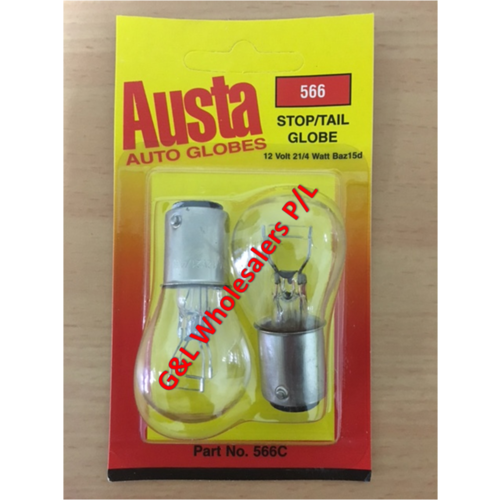 Austa
AUTO GLOBES
566
STOP/TAIL
GLOBE
12 Volt 21/4 Watt Baz15d
G&L Wholesalers P/L
Part No. 566C